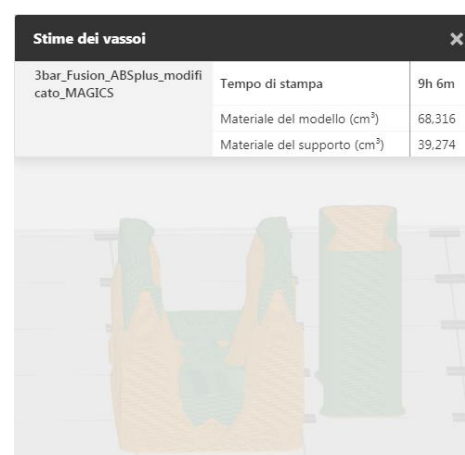 Stime dei vassoi
3bar_Fusion_ABSplus_modifi
cato_MAGICS
Tempo di stampa 9h 6m
Materiale del modello (cm³) 68,316
Materiale del supporto (cm³) 39,274